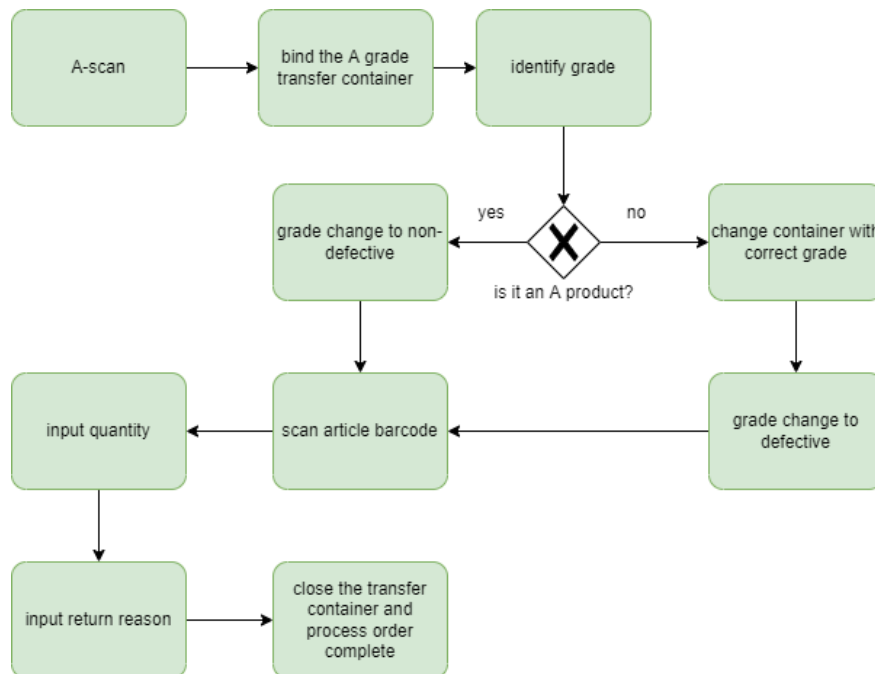 A-scan
bind the A grade
transfer container
identify grade
yes
no
grade change to non-
defective
change container with
correct grade
is it an A product?
input quantity
scan article barcode
grade change to
defective
input return reason
close the transfer
container and
process order
complete